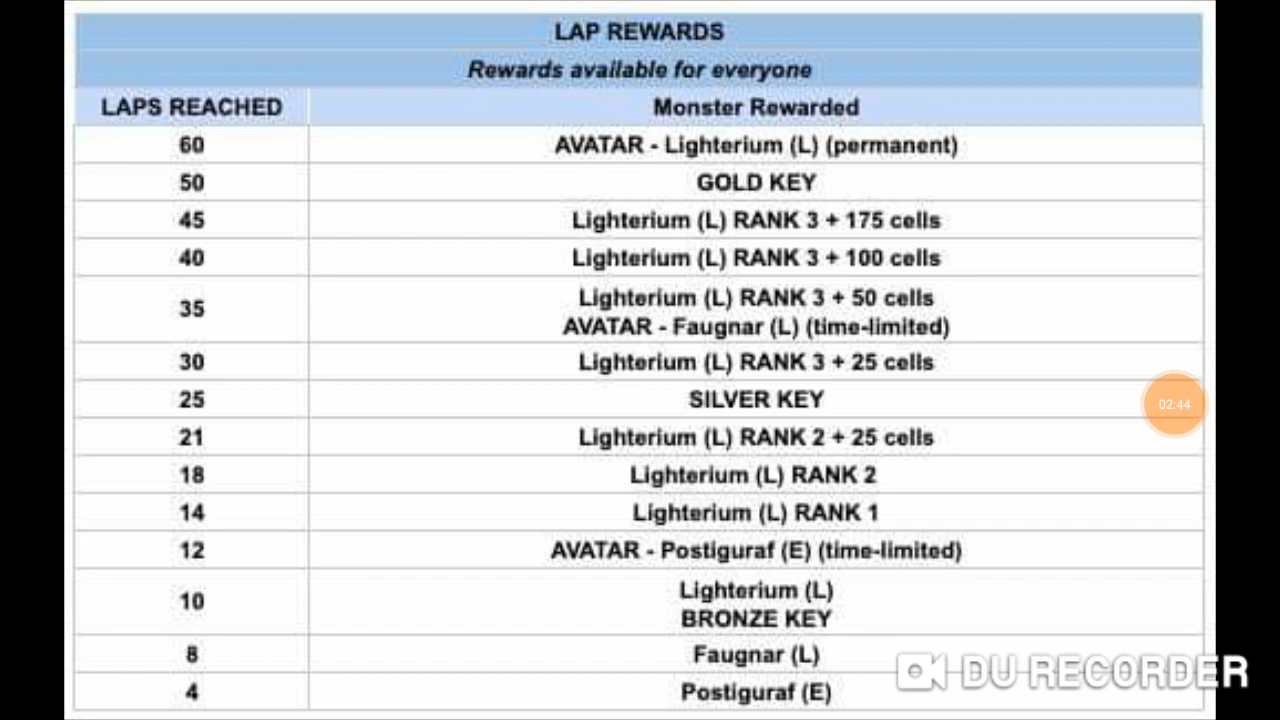 LAP REWARDS
Rewards available for everyone
LAPS REACHED Monster Rewarded
60 AVATAR - Lighterium (L) (permanent)
50 GOLD KEY
45 Lighterium (L) RANK 3 + 175 cells
40 Lighterium (L) RANK 3 + 100 cells
35 Lighterium (L) RANK 3 + 50 cells
AVATAR - Faugnar (L) (time-limited)
30 Lighterium (L) RANK 3 + 25 cells
25 SILVER KEY
02:44
21 Lighterium (L) RANK 2 + 25 cells
18 Lighterium (L) RANK 2
14 Lighterium (L) RANK 1
12 AVATAR - Postiguraf (E) (time-limited)
10 Lighterium (L)
BRONZE KEY
8 Faugnar (L)
DU RECORDER
4 Postiguraf (E)